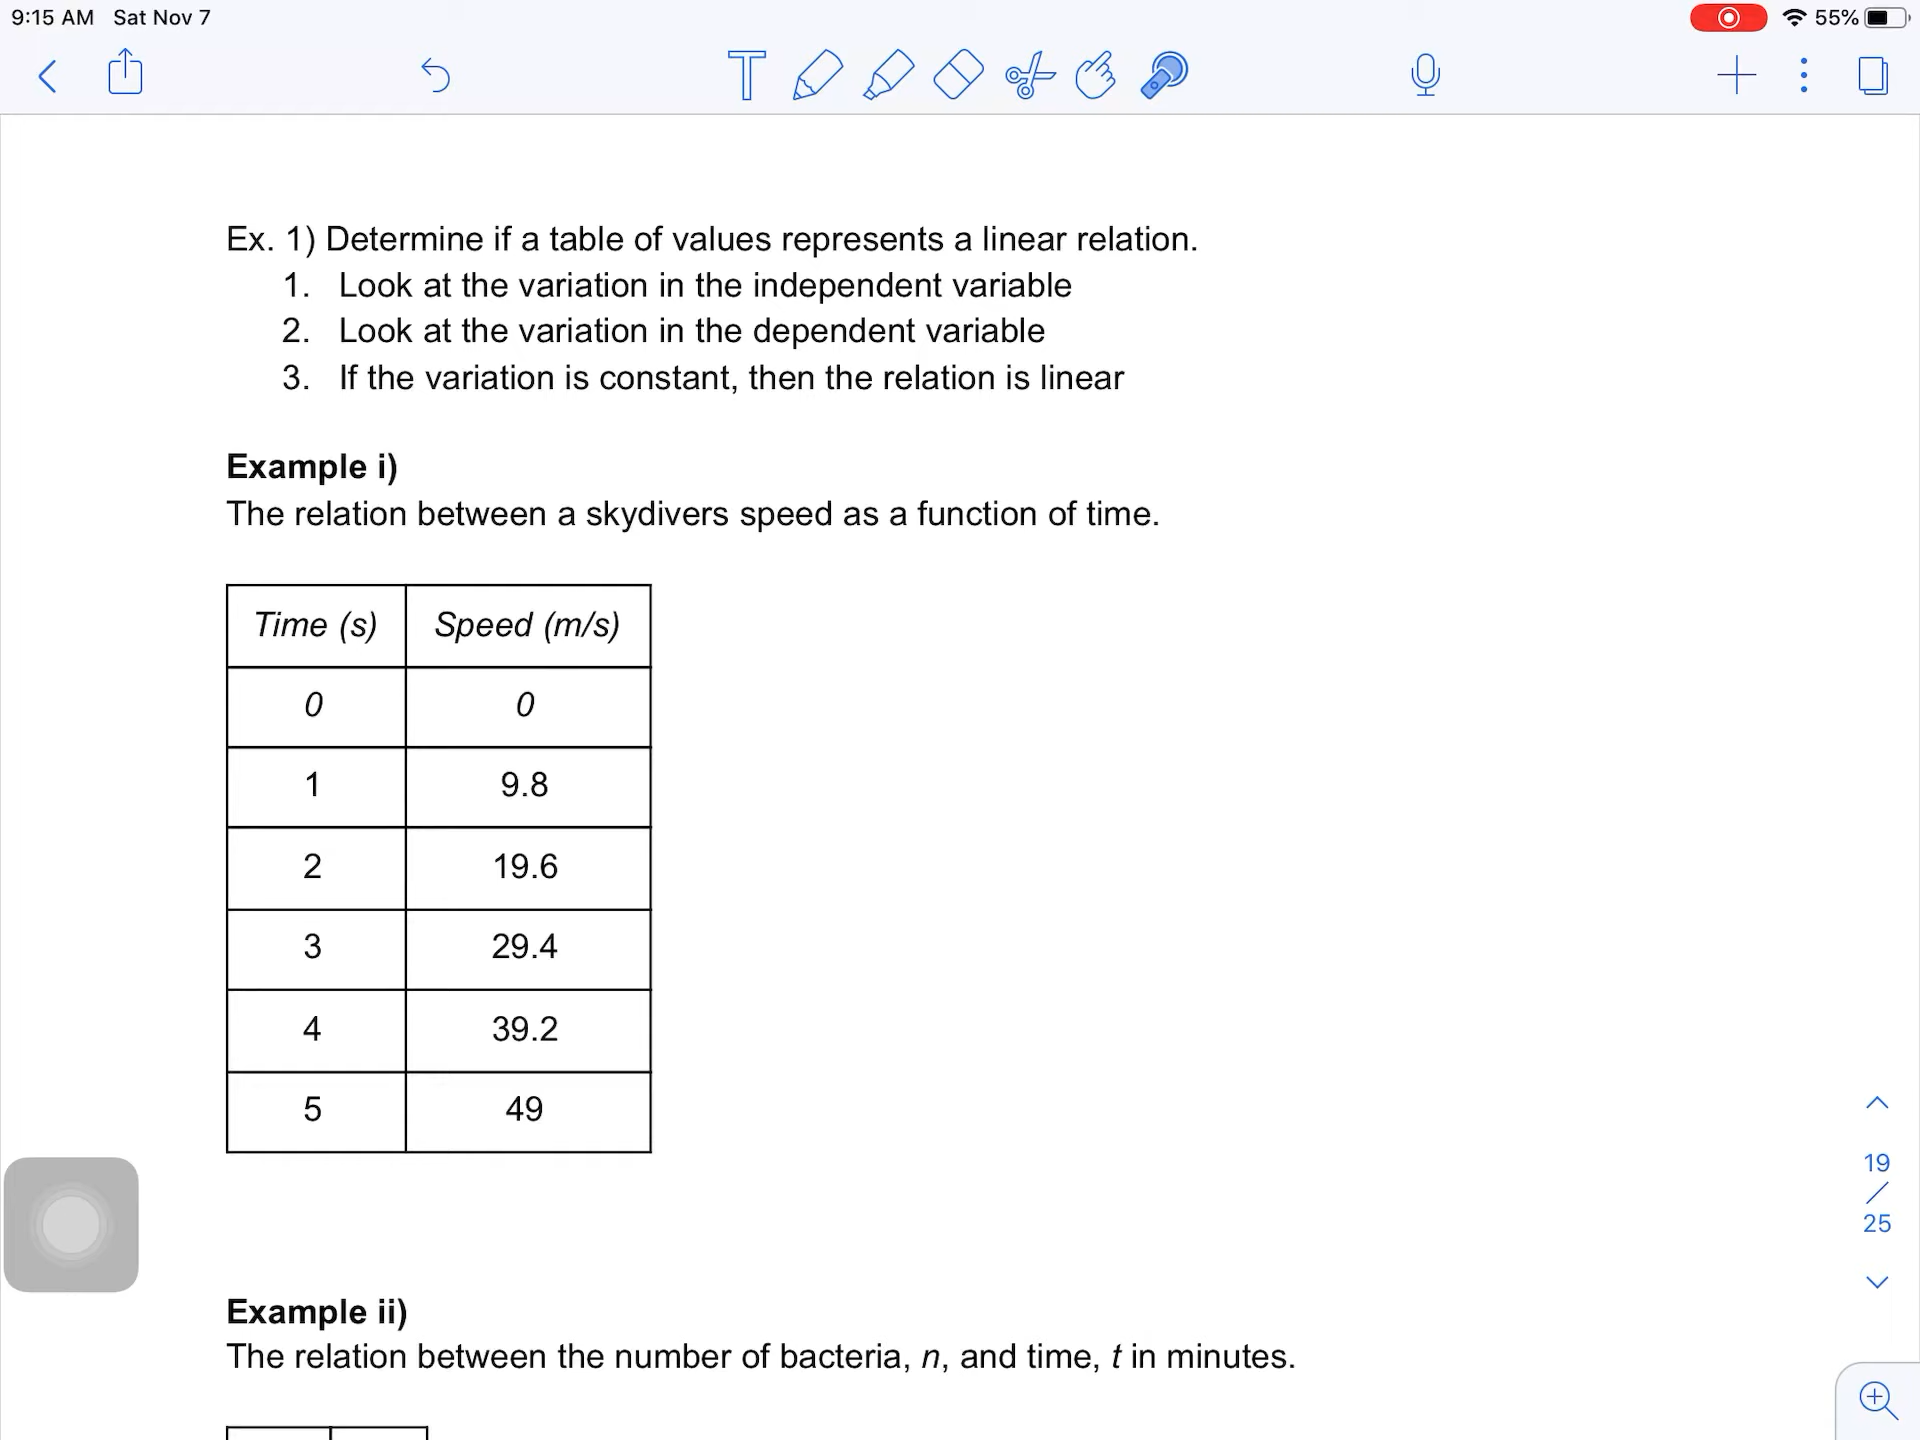 9:15 AM Sat Nov 7
55%
T
Ex. 1) Determine if a table of values represents a linear relation.
1. Look at the variation in the independent variable
2. Look at the variation in the dependent variable
3. If the variation is constant, then the relation is linear
Example i)
The relation between a skydivers speed as a function of time.
Time (s) Speed (m/s)
0 0
1 9.8
2 19.6
3 29.4
4 39.2
5 49
19
/
25
Example ii)
The relation between the number of bacteria, n, and time, t in minutes.